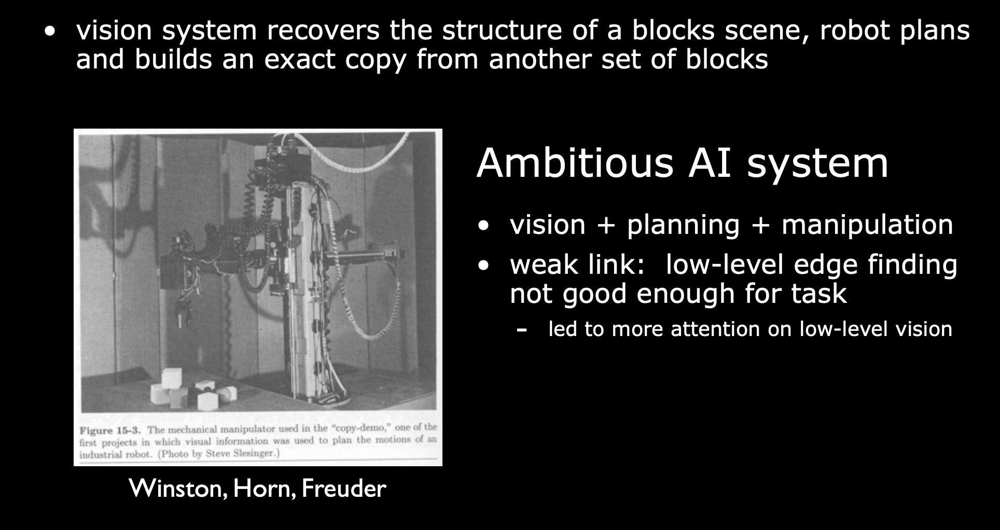 • vision system recovers the structure of a blocks scene, robot plans
and builds an exact copy from another set of blocks
Figure 15-3. The mechanical manipulator used in the “copy-demo,” one of the
first projects in which visual information was used to plan the motions of an
industrial robot. (Photo by Steve Slesinger.)
Winston, Horn, Freuder
Ambitious AI system
• vision + planning + manipulation
• weak link: low-level edge finding
not good enough for task
– led to more attention on low-level vision